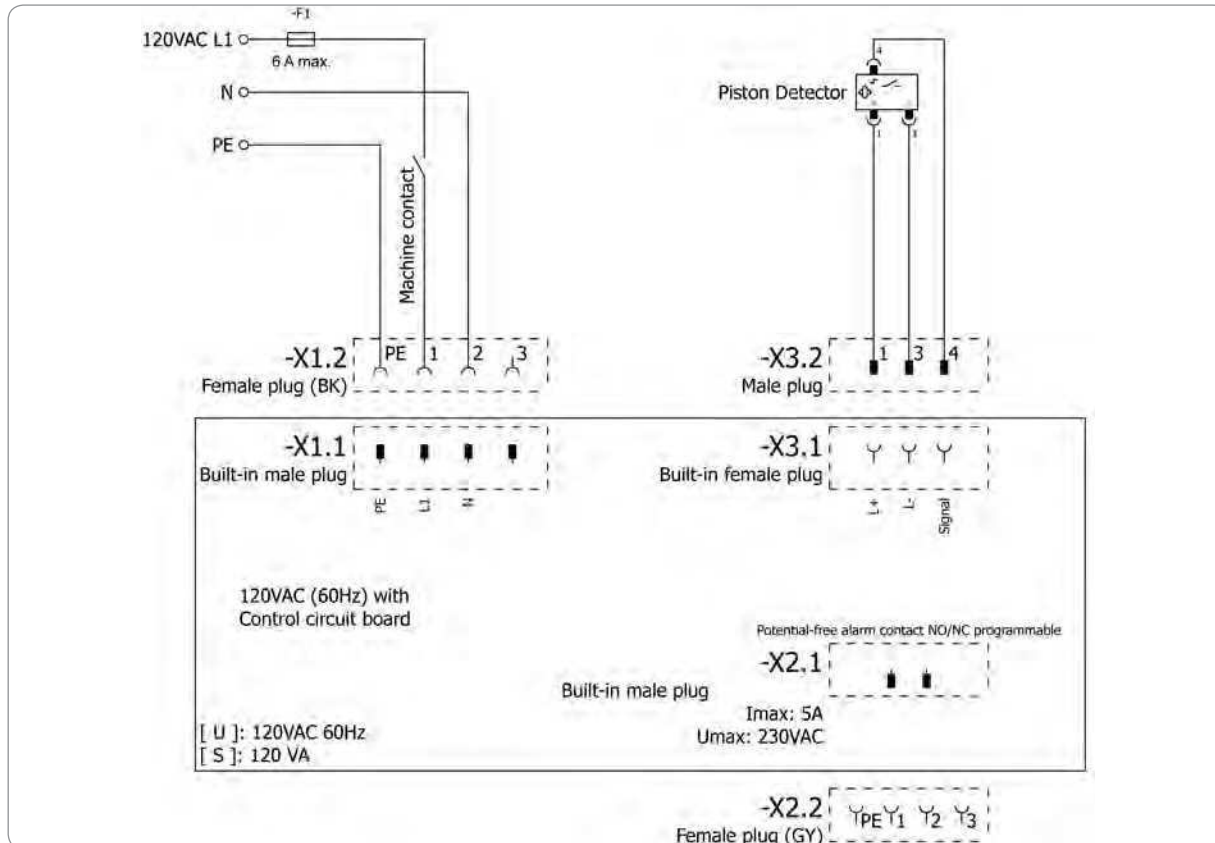 -F1
120VAC L1
6 A max.
N
PE
Machine contact
-X1.2
Female plug (BK)
PE 1 2 3
4
Piston Detector
1
-X3.2
Male plug
1 3 4
-X1.1
Built-in male plug
PE
L1
N
-X3.1
Built-in female plug
L+
L-
Signal
120VAC (60Hz) with
Control circuit board
Potential-free alarm contact NO/NC programmable
-X2.1
Built-in male plug
Imax: 5A
Umax: 230VAC
[ U ]: 120VAC 60Hz
[ S ]: 120 VA
-X2.2
Female plug (GY)
PE 1 2 3